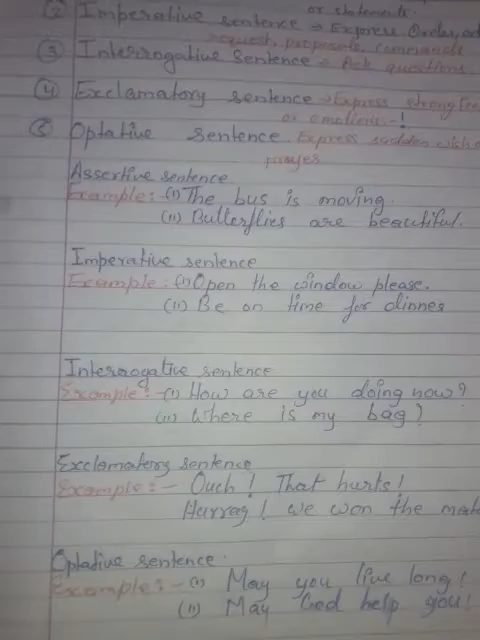 or statements.
② Imperative sentence → Express Order,
request, proposals, commands
③ Interrogative sentence → Ask questions
④ Exclamatory sentence → Express strong
or emotions - !
⑤ Optative sentence Express sudden wish
prayer
Assertive sentence
Example: (i) The bus is moving.
(ii) Butterflies are beautiful.
Imperative sentence
Example: (i) Open the window please.
(ii) Be on time for dinner
Interrogative sentence
Example:- (i) How are you doing now?
(ii) Where is my bag?
Exclamatory sentence
Example:- Ouch! That hurts!
Hurray! we won the
Optative sentence.
Example:- (i) May you live long!
(ii) May God help you!